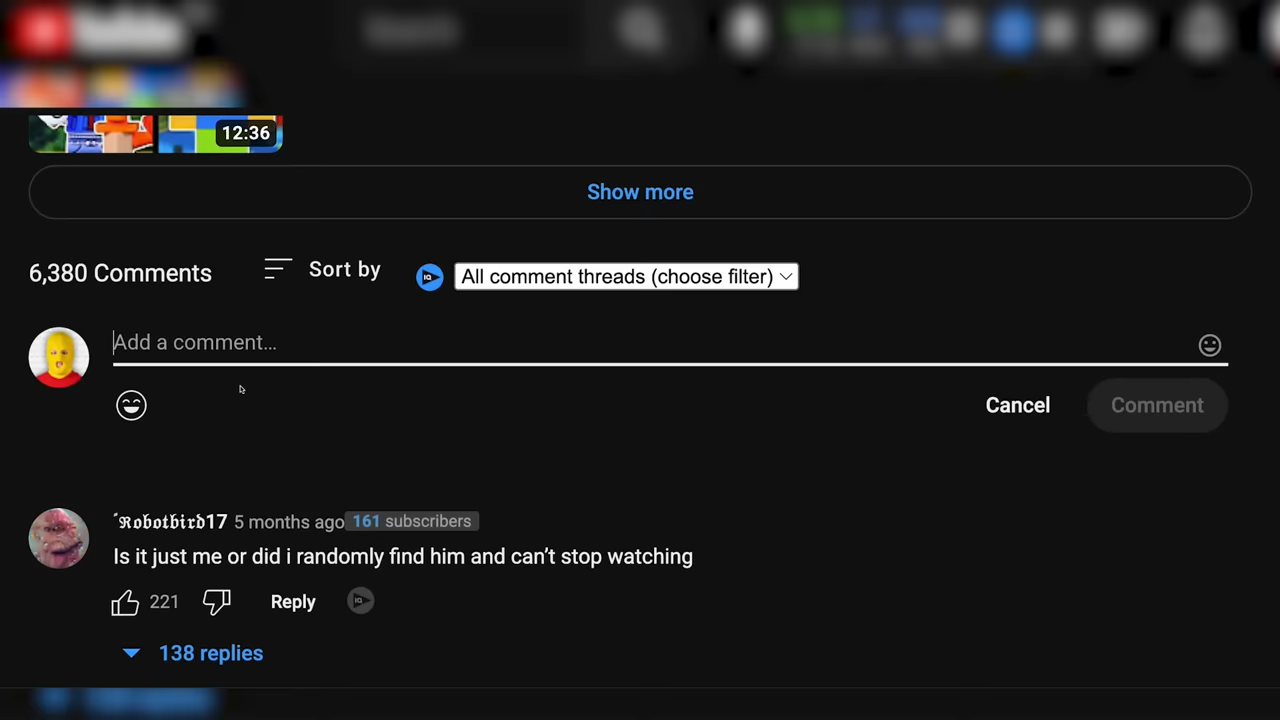 Search
12:36
Show more
6,380 Comments
Sort by
All comment threads (choose filter)
Add a comment...
Cancel
Comment
ℜ𝔬𝔟𝔬𝔱𝔟𝔦𝔯𝔡17 5 months ago 161 subscribers
Is it just me or did i randomly find him and can’t stop watching
221
Reply
138 replies